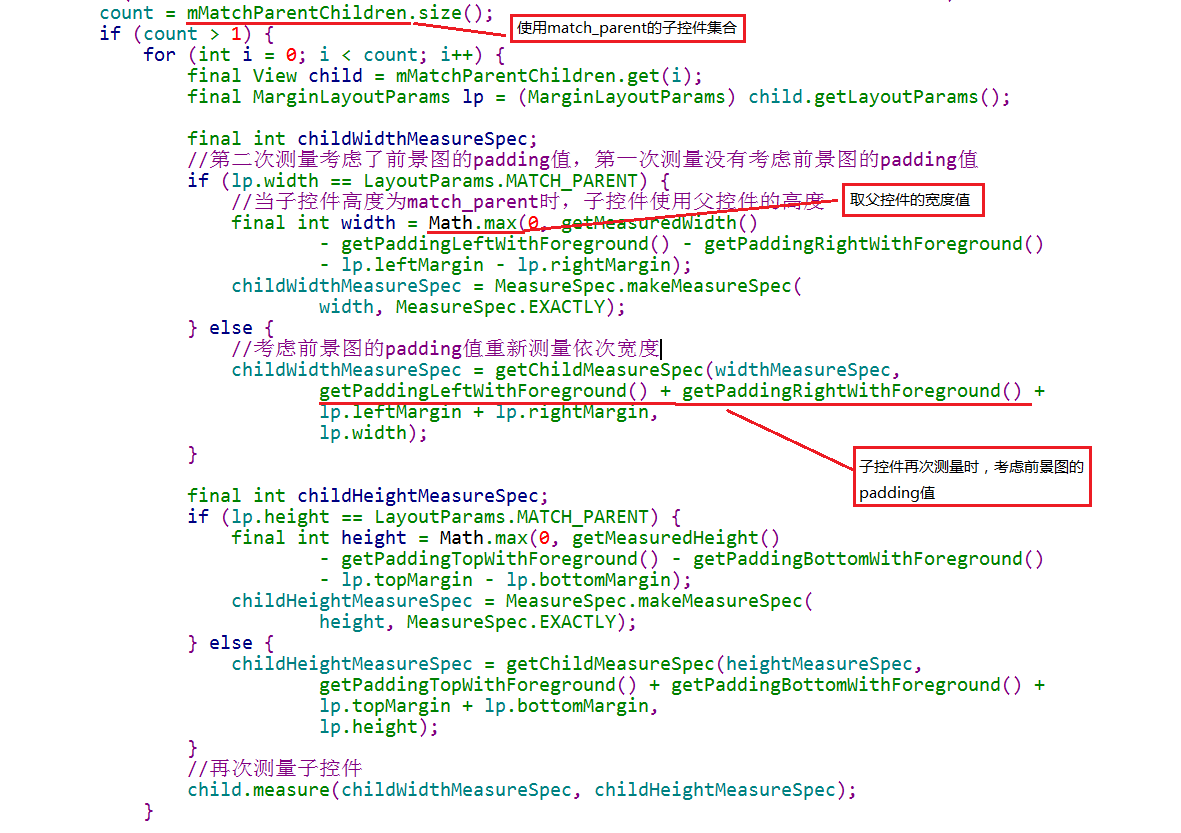 count = mMatchParentChildren.size();
使用match_parent的子控件集合
if (count > 1) {
for (int i = 0; i < count; i++) {
final View child = mMatchParentChildren.get(i);
final MarginLayoutParams lp = (MarginLayoutParams) child.getLayoutParams();
final int childWidthMeasureSpec;
//第二次测量考虑了前景图的padding值，第一次测量没有考虑前景图的padding值
if (lp.width == LayoutParams.MATCH_PARENT) {
//当子控件高度为match_parent时，子控件使用父控件的高度
取父控件的宽度值
final int width = Math.max(0, getMeasuredWidth()
- getPaddingLeftWithForeground() - getPaddingRightWithForeground()
- lp.leftMargin - lp.rightMargin);
childWidthMeasureSpec = MeasureSpec.makeMeasureSpec(
width, MeasureSpec.EXACTLY);
} else {
//考虑前景图的padding值重新测量依次宽度
childWidthMeasureSpec = getChildMeasureSpec(widthMeasureSpec,
getPaddingLeftWithForeground() + getPaddingRightWithForeground() +
lp.leftMargin + lp.rightMargin,
lp.width);
}
子控件再次测量时，考虑前景图的
padding值
final int childHeightMeasureSpec;
if (lp.height == LayoutParams.MATCH_PARENT) {
final int height = Math.max(0, getMeasuredHeight()
- getPaddingTopWithForeground() - getPaddingBottomWithForeground()
- lp.topMargin - lp.bottomMargin);
childHeightMeasureSpec = MeasureSpec.makeMeasureSpec(
height, MeasureSpec.EXACTLY);
} else {
childHeightMeasureSpec = getChildMeasureSpec(heightMeasureSpec,
getPaddingTopWithForeground() + getPaddingBottomWithForeground() +
lp.topMargin + lp.bottomMargin,
lp.height);
}
//再次测量子控件
child.measure(childWidthMeasureSpec, childHeightMeasureSpec);
}